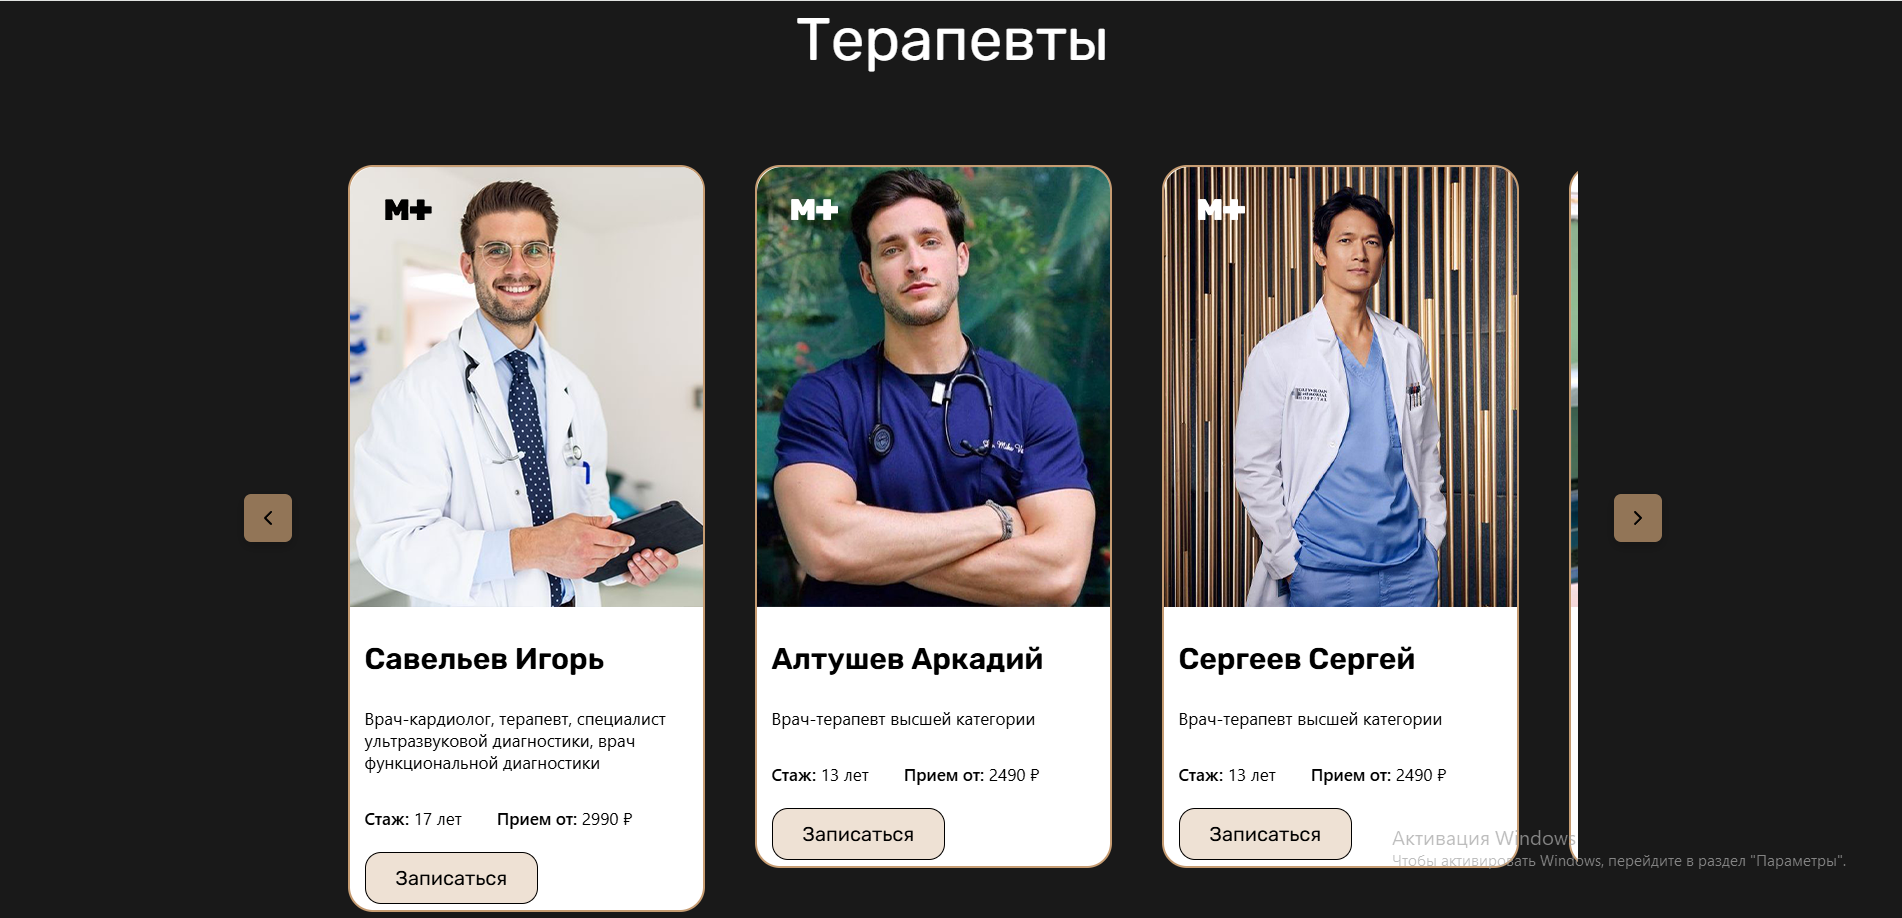 Терапевты
М+
М+
М+
Савельев Игорь
Врач-кардиолог, терапевт, специалист
ультразвуковой диагностики, врач
функциональной диагностики
Стаж: 17 лет Прием от: 2990 ₽
Записаться
Алтушев Аркадий
Врач-терапевт высшей категории
Стаж: 13 лет Прием от: 2490 ₽
Записаться
Сергеев Сергей
Врач-терапевт высшей категории
Стаж: 13 лет Прием от: 2490 ₽
Записаться
Активация Windows
Чтобы активировать Windows, перейдите в раздел "Параметры".